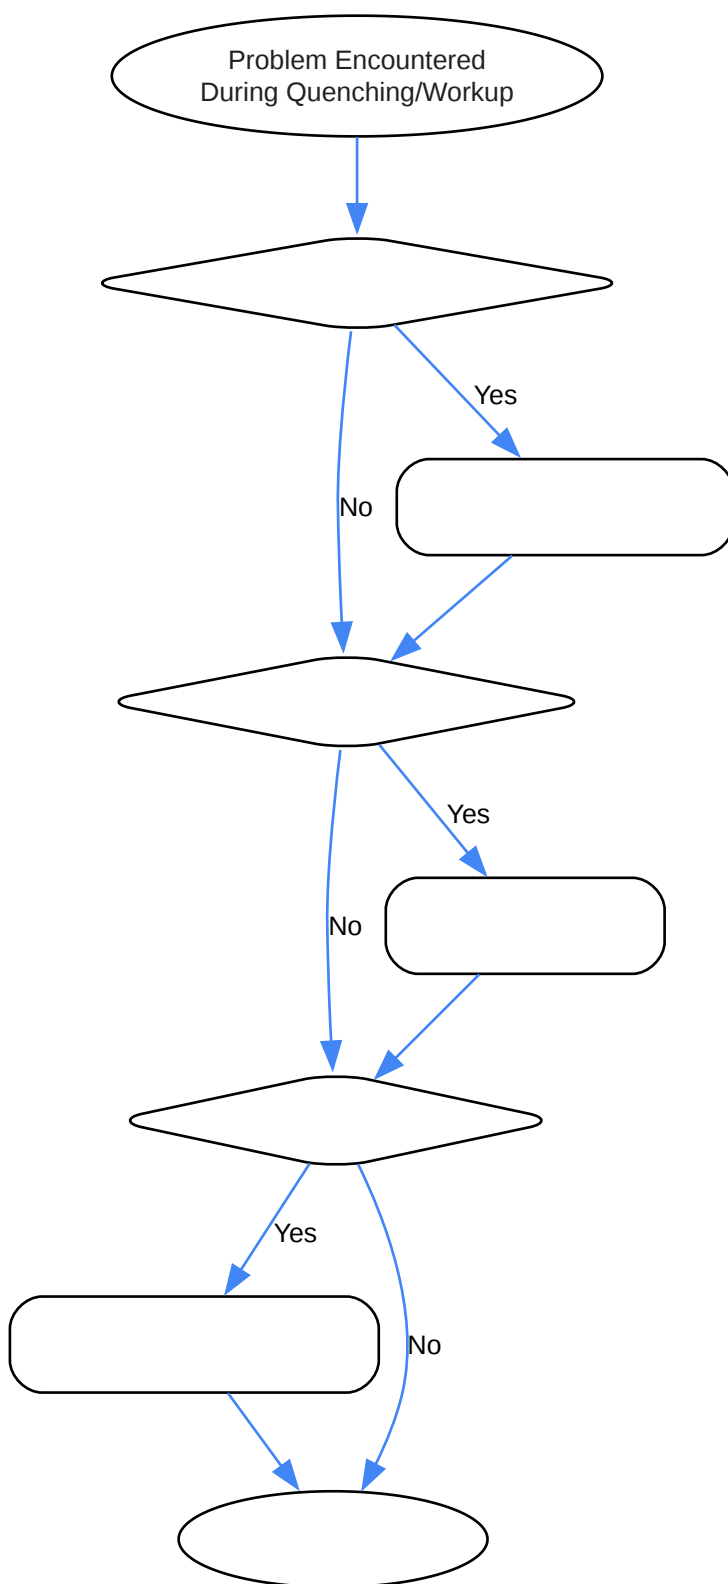 Problem Encountered
During Quenching/Workup
Yes
No
Yes
No
Yes
No